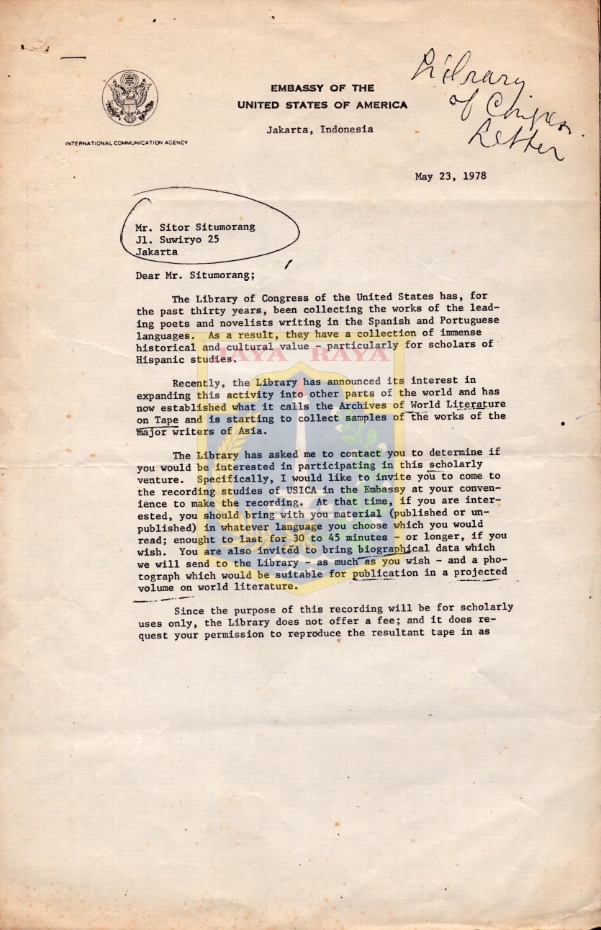 Library
of Congress
Letter
EMBASSY OF THE
UNITED STATES OF AMERICA
Jakarta, Indonesia
INTERNATIONAL COMMUNICATION AGENCY
May 23, 1978
Mr. Sitor Situmorang
Jl. Suwiryo 25
Jakarta
Dear Mr. Situmorang;
The Library of Congress of the United States has, for
the past thirty years, been collecting the works of the lead-
ing poets and novelists writing in the Spanish and Portuguese
languages. As a result, they have a collection of immense
historical and cultural value - particularly for scholars of
Hispanic studies.
JAYA RAYA
Recently, the Library has announced its interest in
expanding this activity into other parts of the world and has
now established what it calls the Archives of World Literature
on Tape and is starting to collect samples of the works of the
major writers of Asia.
The Library has asked me to contact you to determine if
you would be interested in participating in this scholarly
venture. Specifically, I would like to invite you to come to
the recording studies of USICA in the Embassy at your conven-
ience to make the recording. At that time, if you are inter-
ested, you should bring with you material (published or un-
published) in whatever language you choose which you would
read; enought to last for 30 to 45 minutes - or longer, if you
wish. You are also invited to bring biographical data which
we will send to the Library - as much as you wish - and a pho-
tograph which would be suitable for publication in a projected
volume on world literature.
Since the purpose of this recording will be for scholarly
uses only, the Library does not offer a fee; and it does re-
quest your permission to reproduce the resultant tape in as